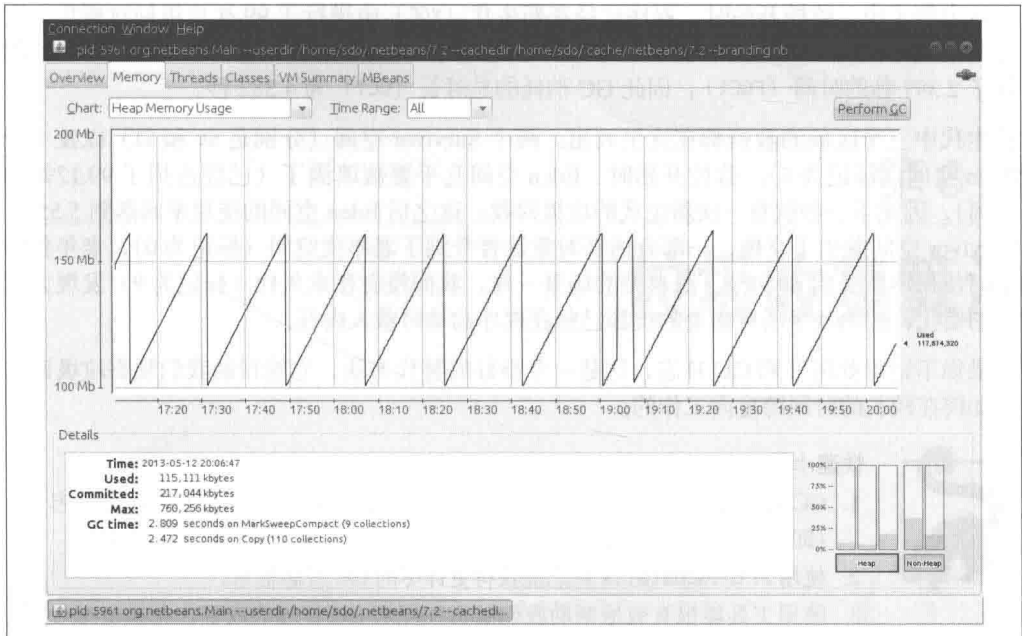 Connection Window Help
pid: 5961 org.netbeans.Main --userdir /home/sdo/.netbeans/7.2 --cachedir /home/sdo/.cache/netbeans/7.2 --branding nb
Overview Memory Threads Classes VM Summary MBeans
Chart: Heap Memory Usage Time Range: All Perform GC
200 Mb
150 Mb
100 Mb
Used
117,874,320
17:20 17:30 17:40 17:50 18:00 18:10 18:20 18:30 18:40 18:50 19:00 19:10 19:20 19:30 19:40 19:50 20:00
Details
Time: 2013-05-12 20:06:47
Used: 115,111 kbytes
Committed: 217,044 kbytes
Max: 760,256 kbytes
GC time: 2.809 seconds on MarkSweepCompact (9 collections)
2.472 seconds on Copy (110 collections)
100%
75%
50%
25%
0%
Heap Non-Heap
pid: 5961 org.netbeans.Main --userdir /home/sdo/.netbeans/7.2 --cachedi...